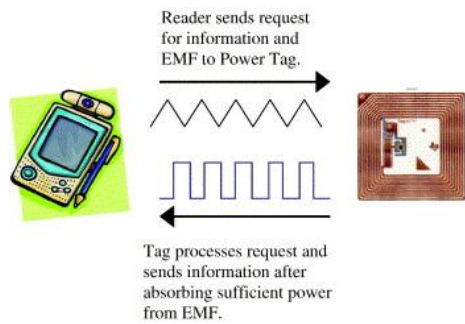 Reader sends request
for information and
EMF to Power Tag.
Tag processes request and
sends information after
absorbing sufficient power
from EMF.